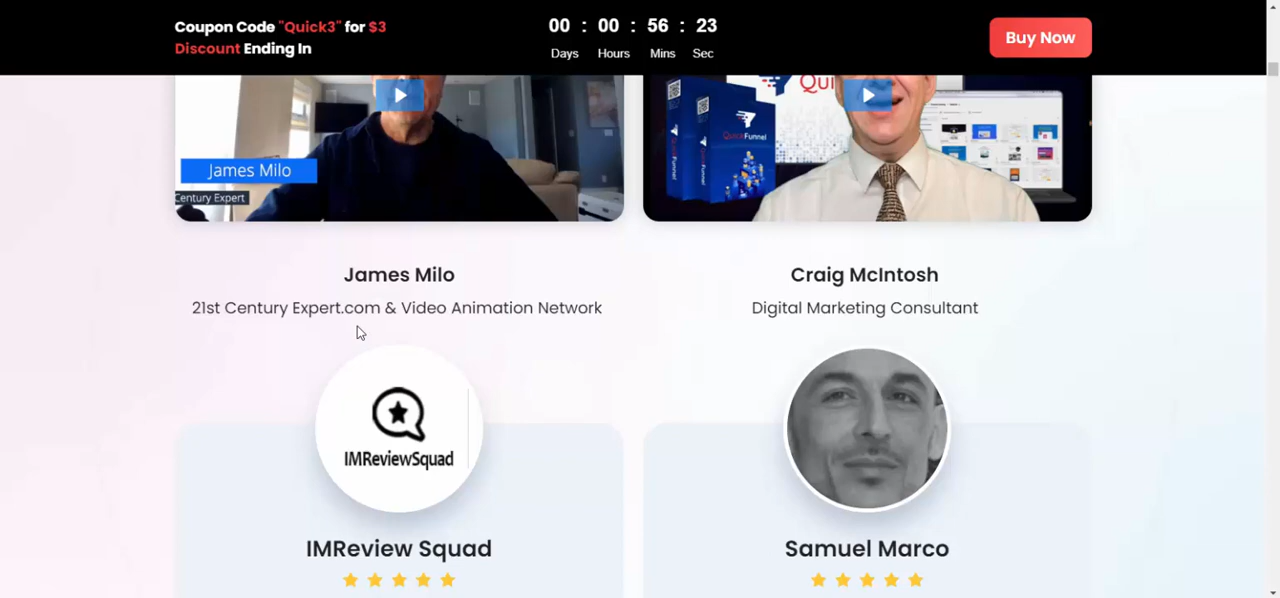 Coupon Code "Quick3" for $3
Discount Ending In
00 : 00 : 56 : 23
Days Hours Mins Sec
Buy Now
James Milo
Century Expert
QuickFunnel
James Milo
Craig McIntosh
21st Century Expert.com & Video Animation Network
Digital Marketing Consultant
IMReviewSquad
IMReview Squad
Samuel Marco